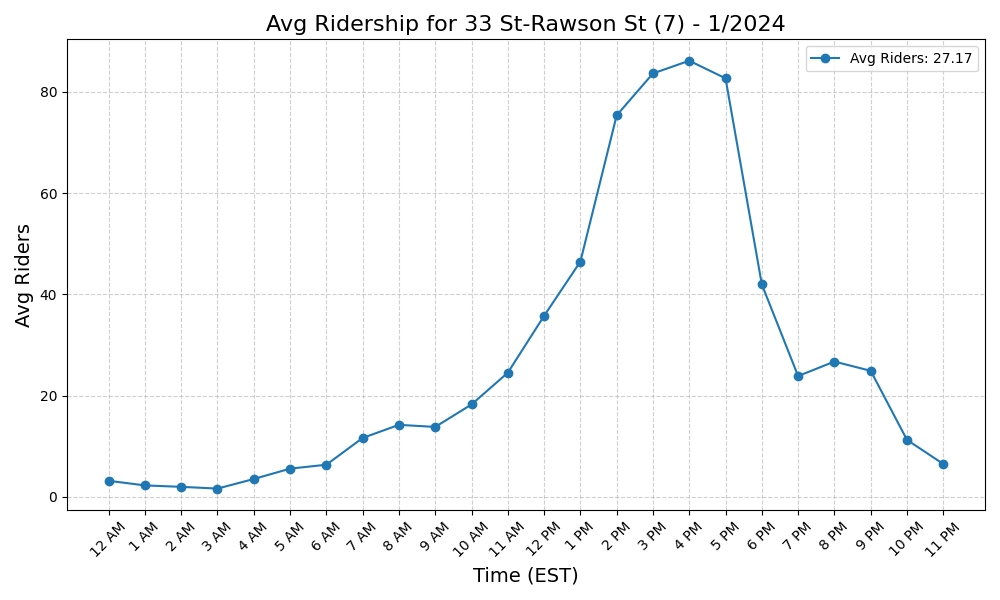 Avg Ridership for 33 St-Rawson St (7) - 1/2024
Avg Riders: 27.17
Avg Riders
80
60
40
20
0
12 AM
1 AM
2 AM
3 AM
4 AM
5 AM
6 AM
7 AM
8 AM
9 AM
10 AM
11 AM
12 PM
1 PM
2 PM
3 PM
4 PM
5 PM
6 PM
7 PM
8 PM
9 PM
10 PM
11 PM
Time (EST)